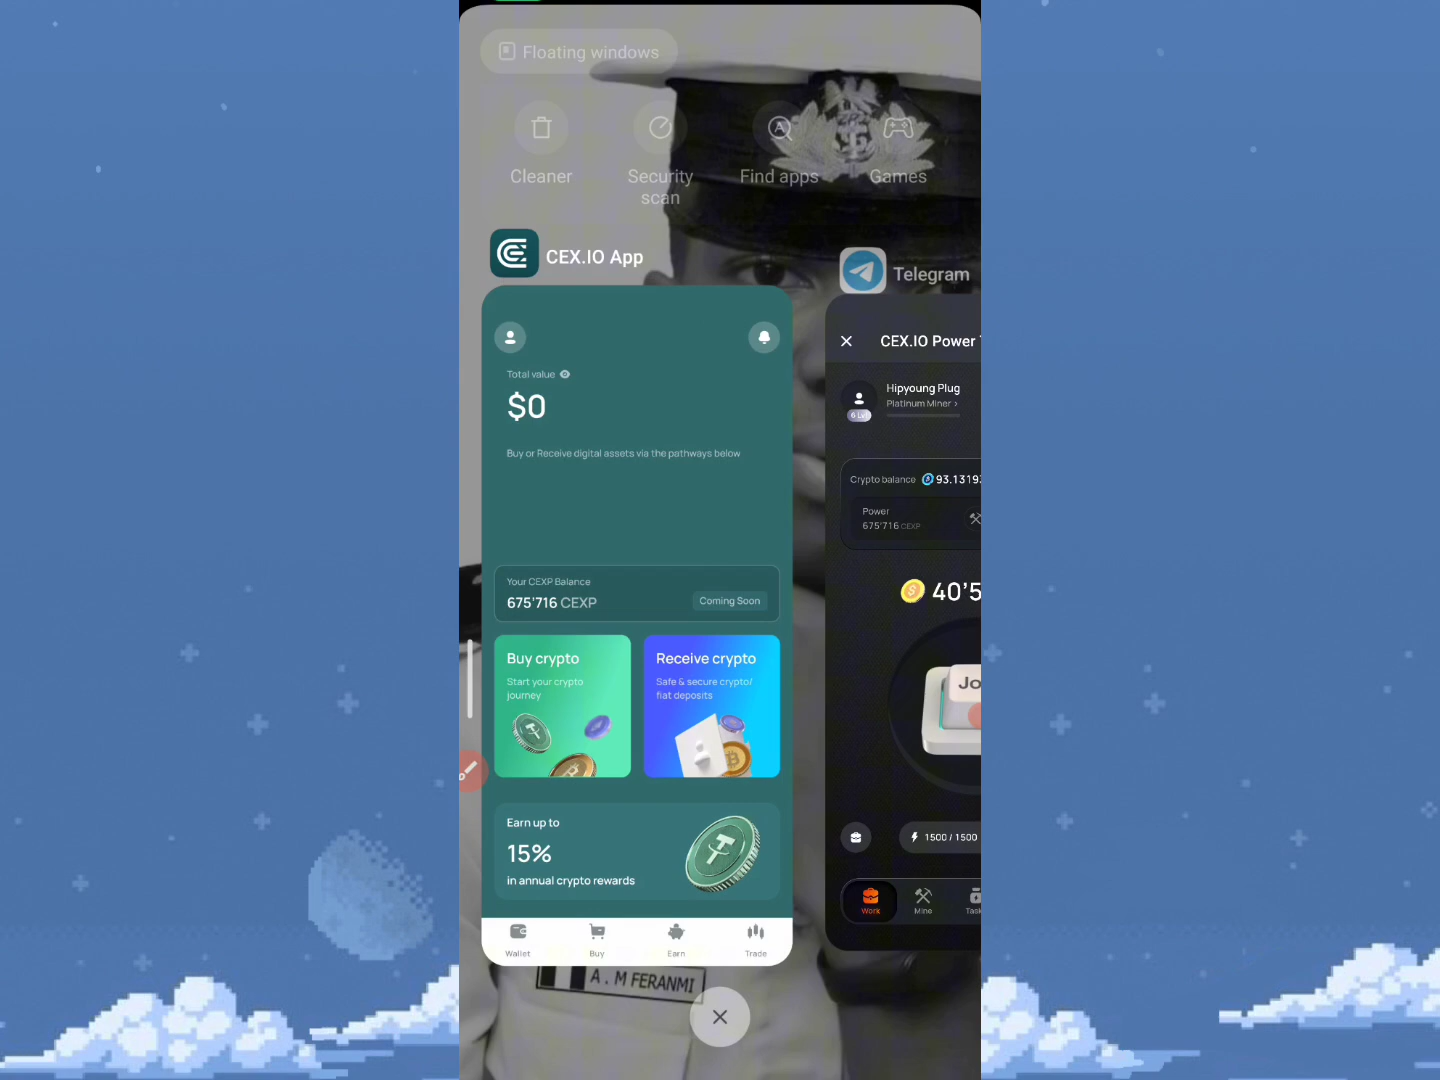 Floating windows
Cleaner
Security
scan
Find apps
Games
CEX.IO App
Telegram
Total value
$0
Buy or Receive digital assets via the pathways below
Your CEXP Balance
675'716 CEXP
Coming Soon
Buy crypto
Start your crypto
journey
Receive crypto
Safe & secure crypto/
fiat deposits
Earn up to
15%
in annual crypto rewards
Wallet
Buy
Earn
Trade
CEX.IO Power
Hipyoung Plug
Platinum Miner >
6 Lvl
Crypto balance
93.1319
Power
675'716 CEXP
40'5
Jo
1500 / 1500
Work
Mine
Task
A . M FERANMI